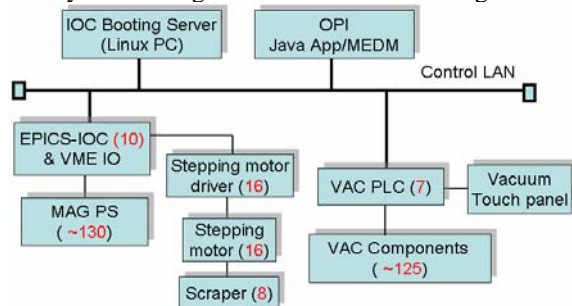 IOC Booting Server
(Linux PC)
OPI
Java App/MEDM
Control LAN
EPICS-IOC (10)
& VME IO
Stepping motor
driver (16)
VAC PLC (7)
Vacuum
Touch panel
MAG PS
( ~130)
Stepping
motor (16)
VAC Components
( ~125)
Scraper (8)